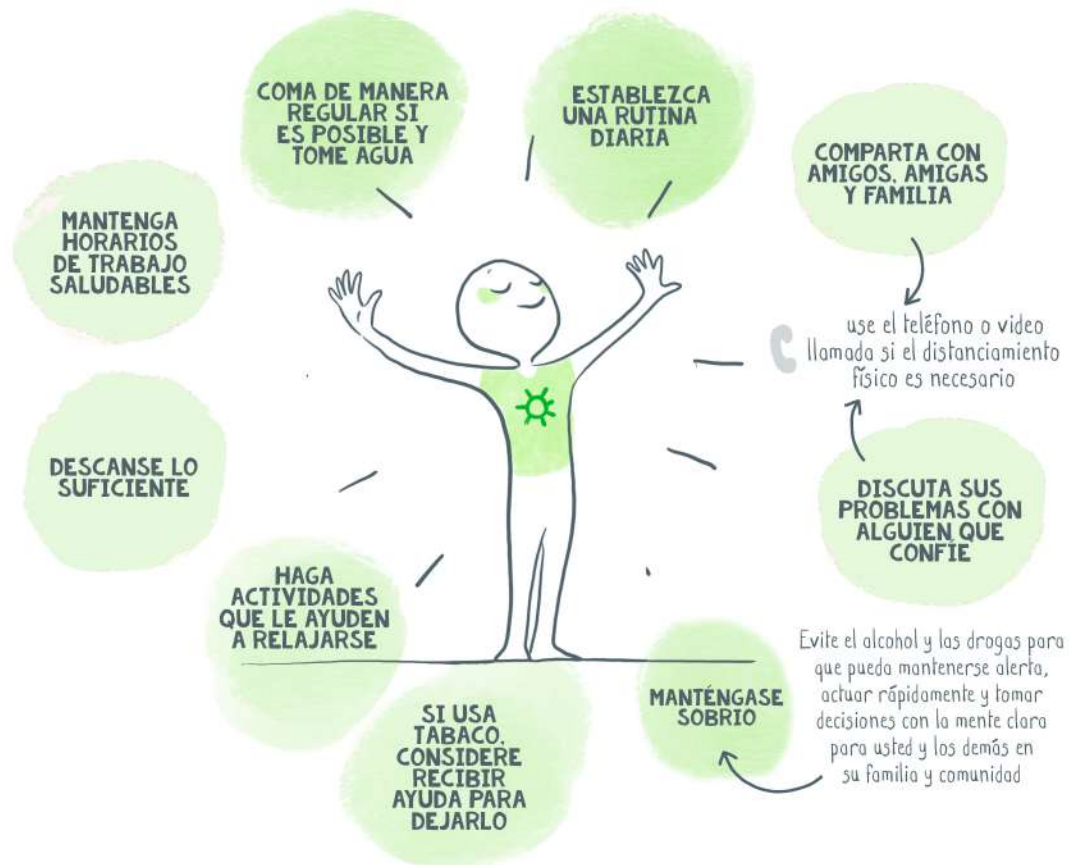 COMA DE MANERA
REGULAR SI
ES POSIBLE Y
TOME AGUA
ESTABLEZCA
UNA RUTINA
DIARIA
COMPARTA CON
AMIGOS, AMIGAS
Y FAMILIA
MANTENGA
HORARIOS
DE TRABAJO
SALUDABLES
use el teléfono o video
llamada si el distanciamiento
físico es necesario
DESCANSE LO
SUFICIENTE
DISCUTA SUS
PROBLEMAS CON
ALGUIEN QUE
CONFÍE
HAGA
ACTIVIDADES
QUE LE AYUDEN
A RELAJARSE
Evite el alcohol y las drogas para
que pueda mantenerse alerta,
actuar rápidamente y tomar
decisiones con la mente clara
para usted y los demás en
su familia y comunidad
MANTÉNGASE
SOBRIO
SI USA
TABACO,
CONSIDERE
RECIBIR
AYUDA PARA
DEJARLO